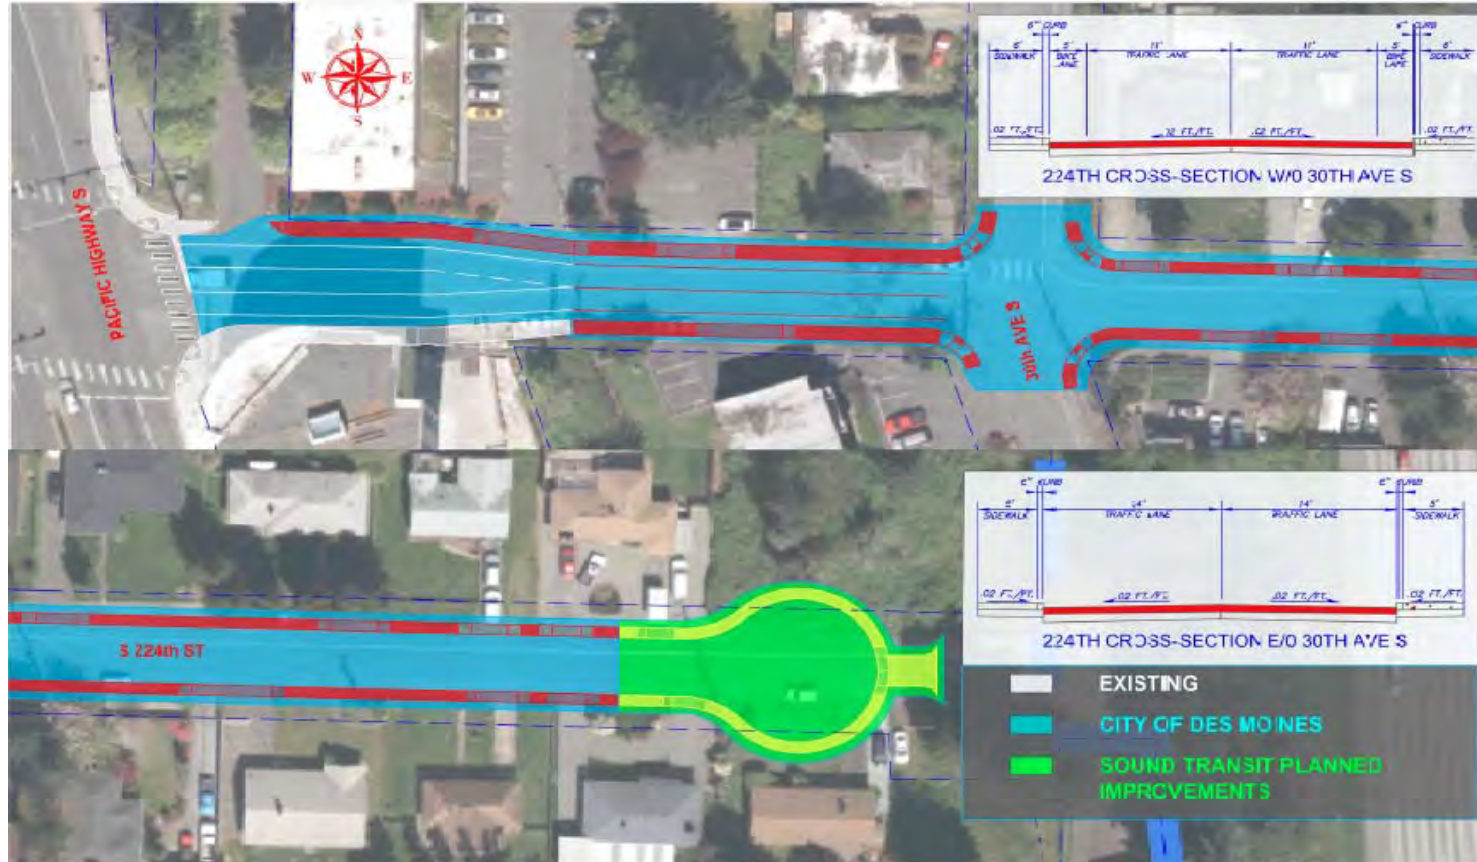 N
W E
S
PACIFIC HIGHWAY S
30TH AVE S
6" CURB 6" CURB
6' 5' 11' 11' 5' 6'
SIDEWALK BIKE LANE TRAFFIC LANE TRAFFIC LANE BIKE LANE SIDEWALK
.02 FT./FT. .02 FT./FT. .02 FT./FT. .02 FT./FT.
224TH CROSS-SECTION W/O 30TH AVE S
S 224th ST
6" CURB 6" CURB
14' 14' 5'
SIDEWALK TRAFFIC LANE TRAFFIC LANE SIDEWALK
.02 FT./FT. .02 FT./FT. .02 FT./FT. .02 FT./FT.
224TH CROSS-SECTION E/O 30TH AVE S
EXISTING
CITY OF DES MOINES
SOUND TRANSIT PLANNED
IMPROVEMENTS